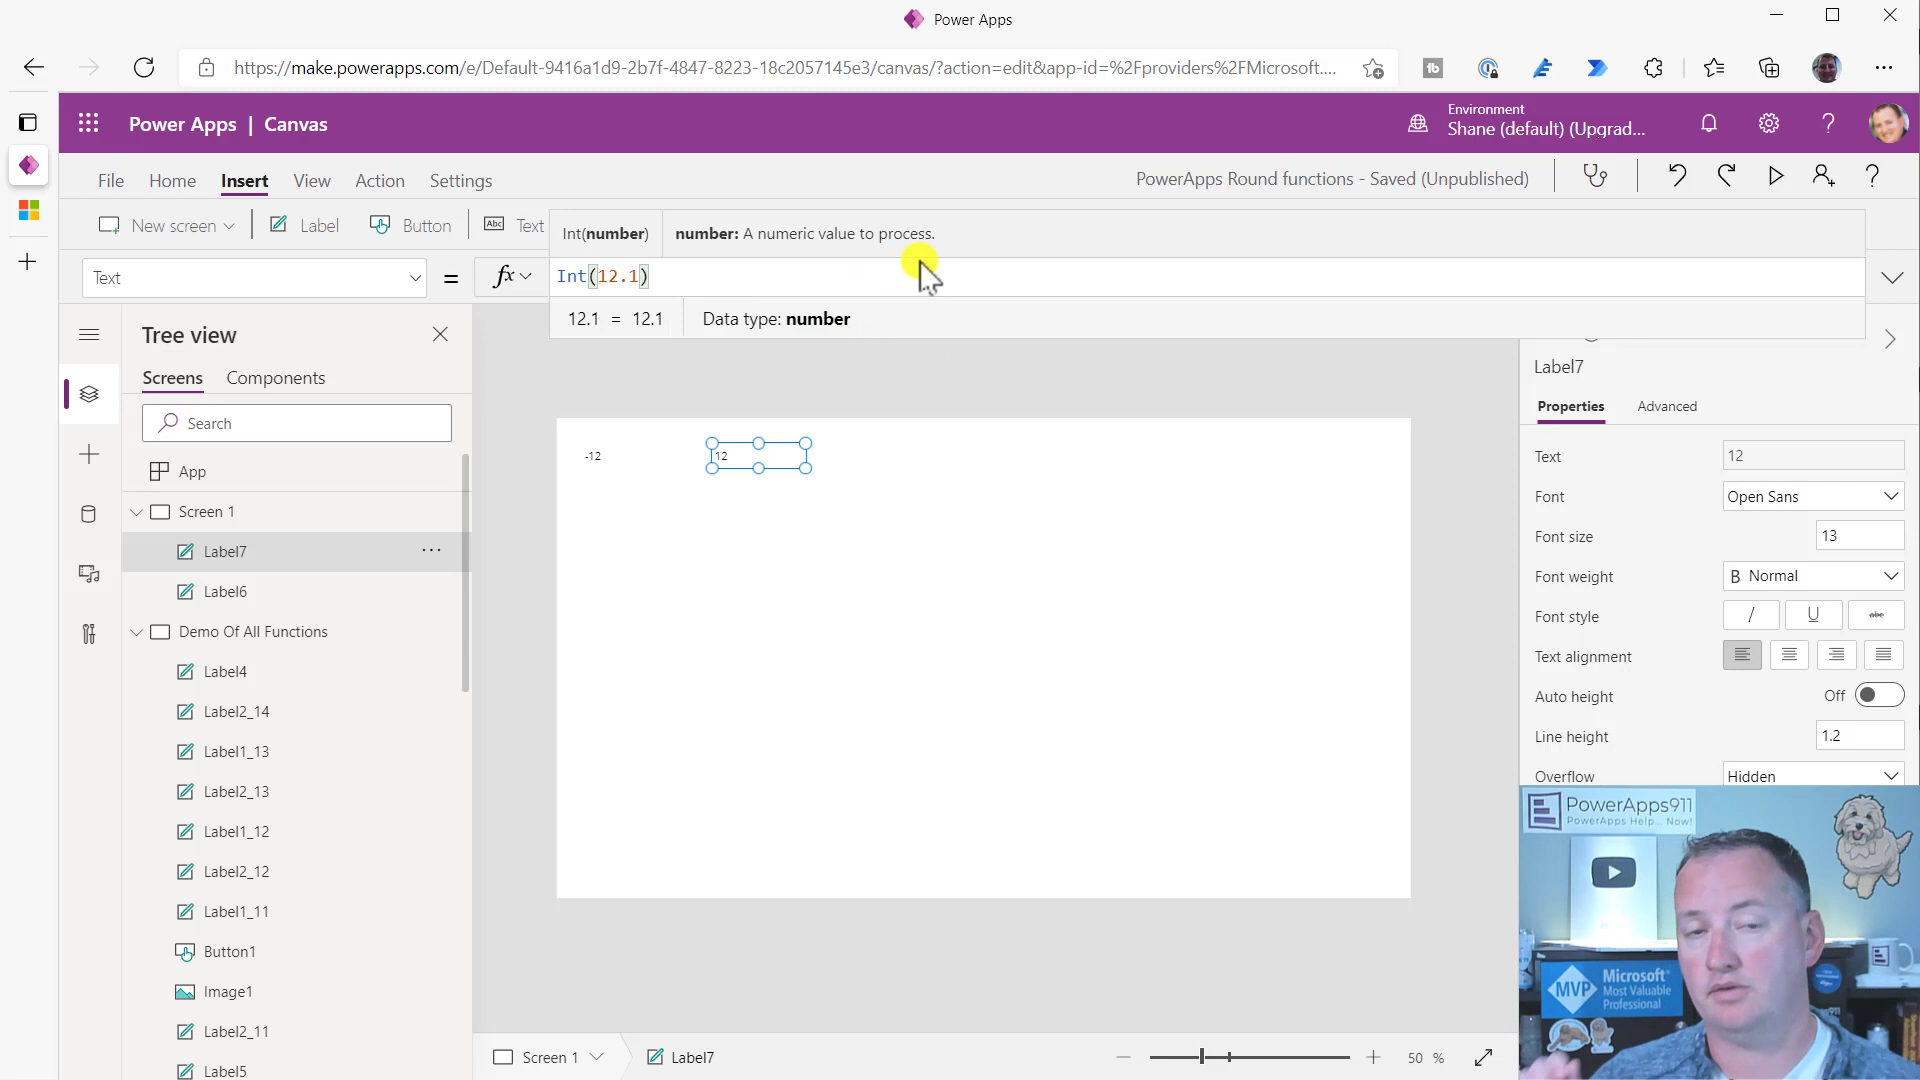 Power Apps
https://make.powerapps.com/e/Default-9416a1d9-2b7f-4847-8223-18c2057145e3/canvas/?action=edit&app-id=%2Fproviders%2FMicrosoft....
Power Apps | Canvas
Environment
Shane (default) (Upgrad...
File Home Insert View Action Settings
PowerApps Round functions - Saved (Unpublished)
New screen Label Button Abc Text
Int(number) number: A numeric value to process.
Text = fx Int(12.1)
12.1 = 12.1 Data type: number
Tree view
Screens Components
Search
App
Screen 1
Label7 ...
Label6
Demo Of All Functions
Label4
Label2_14
Label1_13
Label2_13
Label1_12
Label2_12
Label1_11
Button1
Image1
Label2_11
Label5
-12 12
Label7
Properties Advanced
Text 12
Font Open Sans
Font size 13
Font weight B Normal
Font style / U abc
Text alignment
Auto height Off
Line height 1.2
Overflow Hidden
PowerApps911
PowerApps Help... Now!
MVP Microsoft®
Most Valuable
Professional
Screen 1 Label7 50 %